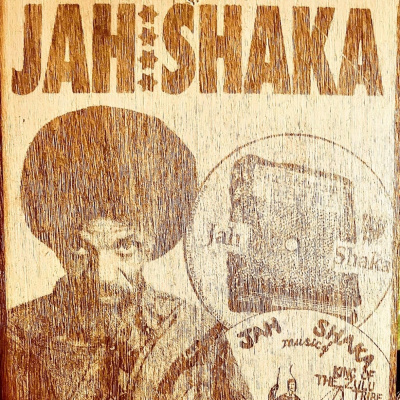 JAH SHAKA
Jah Shaka
JAH SHAKA
music
KING OF
THE ZULU
TRIBE